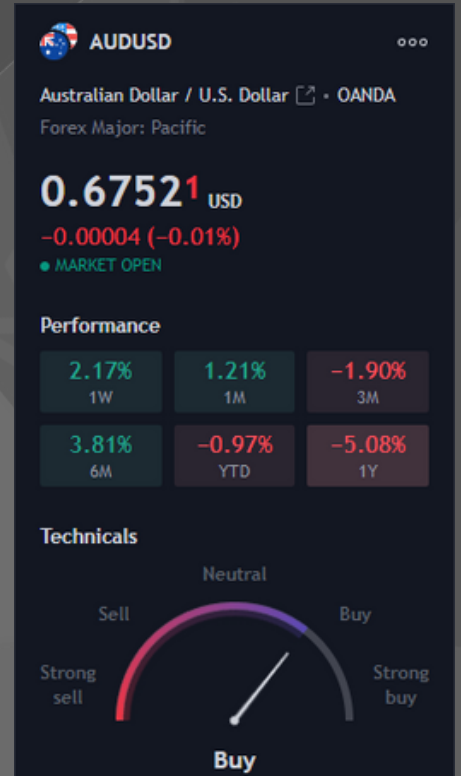 AUDUSD
Australian Dollar / U.S. Dollar • OANDA
Forex Major: Pacific
0.67521 USD
−0.00004 (−0.01%)
• MARKET OPEN
Performance
2.17% 1.21% −1.90%
1W 1M 3M
3.81% −0.97% −5.08%
6M YTD 1Y
Technicals
Neutral
Sell Buy
Strong sell Strong buy
Buy